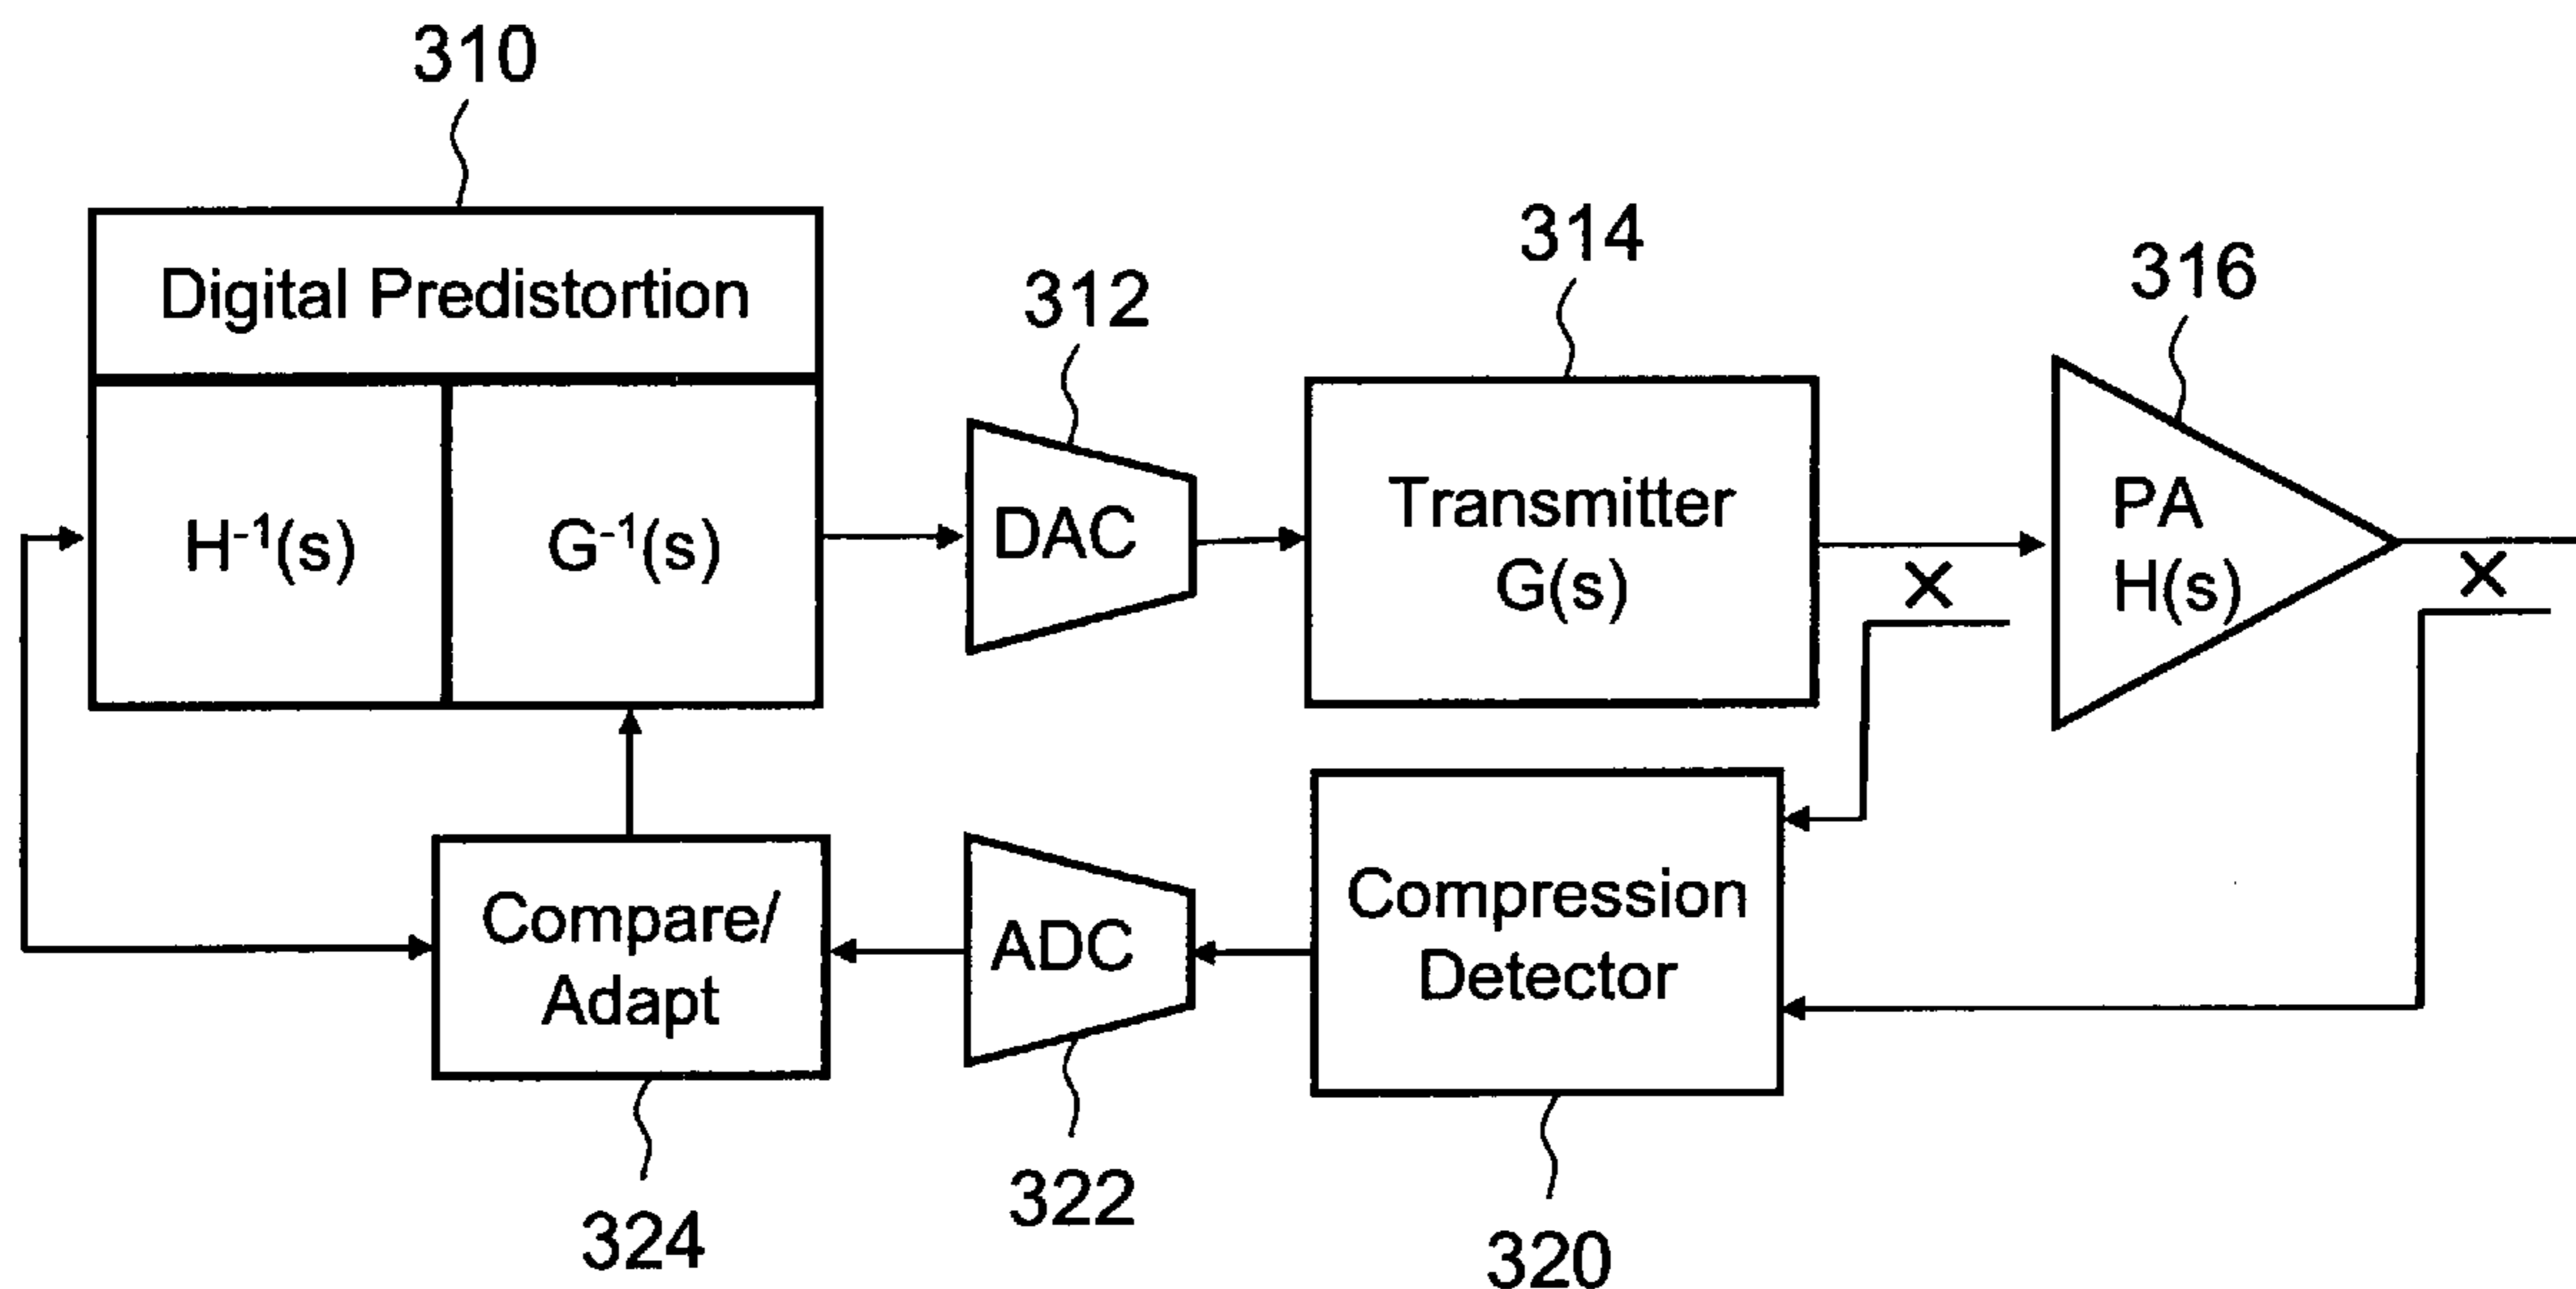 310
Digital Predistortion
H⁻¹(s)
G⁻¹(s)
312
DAC
314
Transmitter
G(s)
316
PA
H(s)
Compare/
Adapt
324
ADC
322
Compression
Detector
320